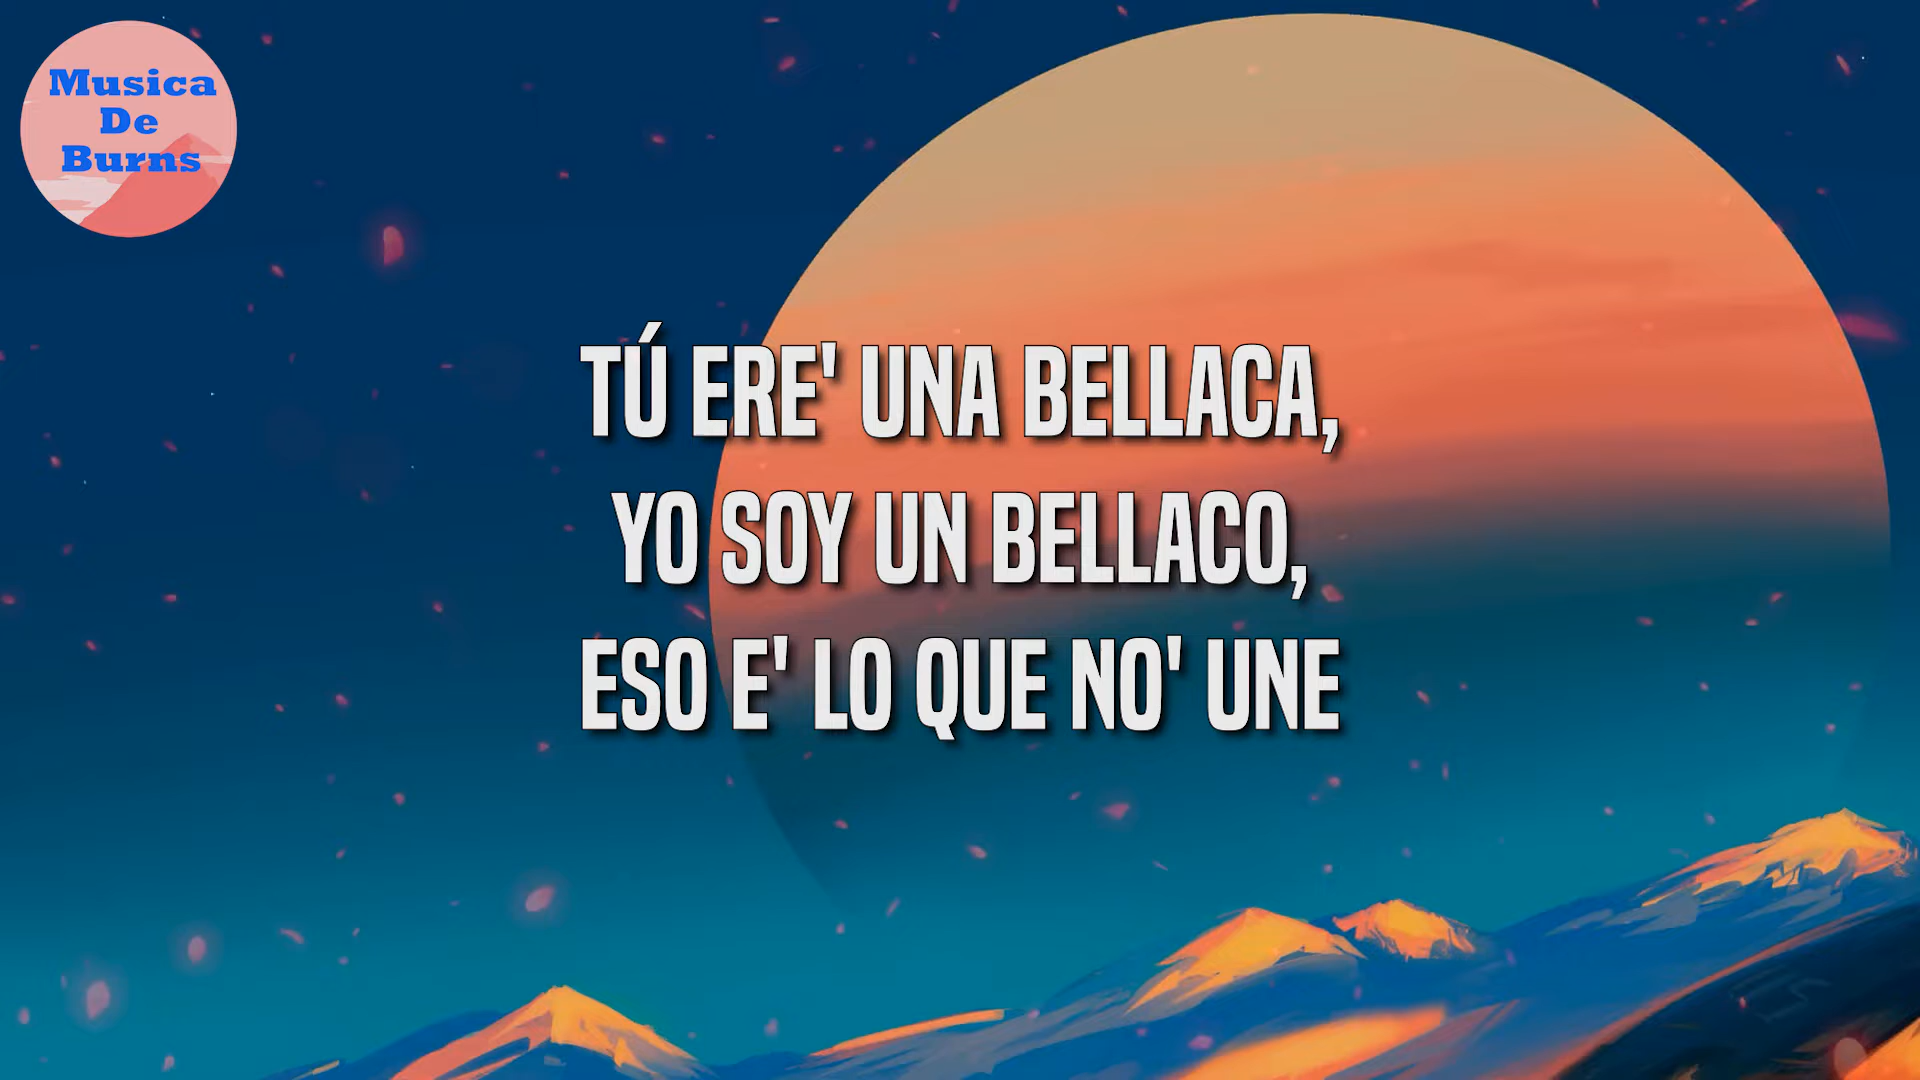 Musica
De
Burns
TÚ ERE' UNA BELLACA,
YO SOY UN BELLACO,
ESO E' LO QUE NO' UNE